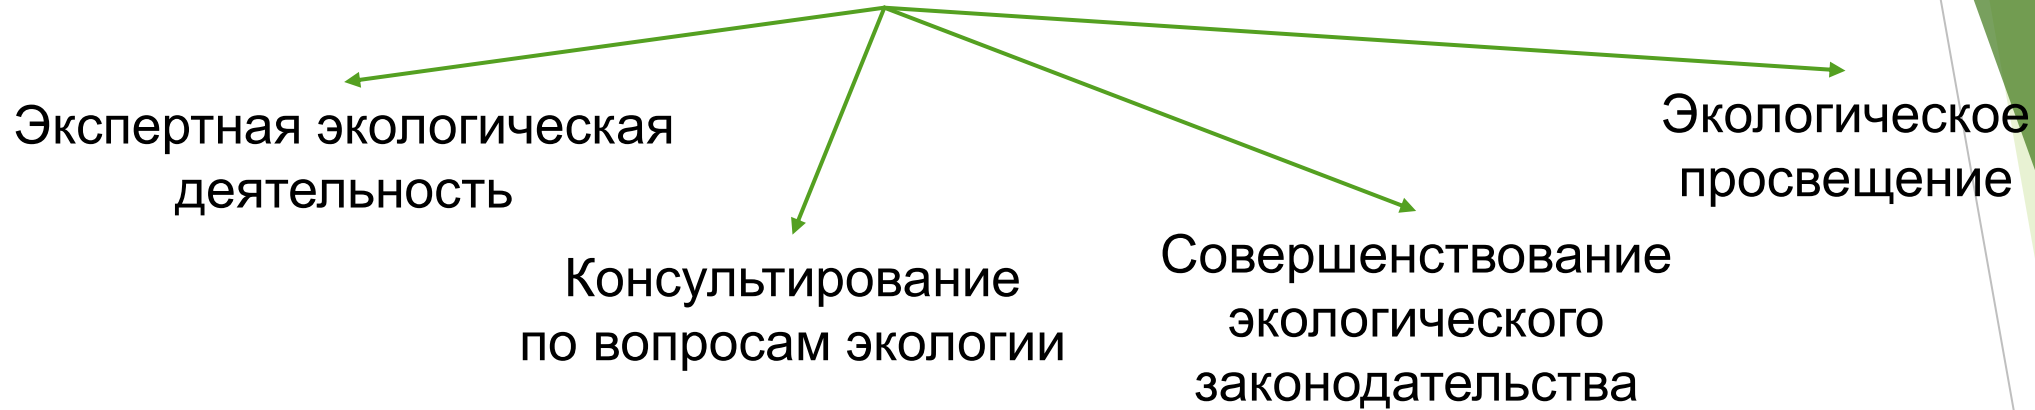 Экспертная экологическая
деятельность
Консультирование
по вопросам экологии
Совершенствование
экологического
законодательства
Экологическое
просвещение